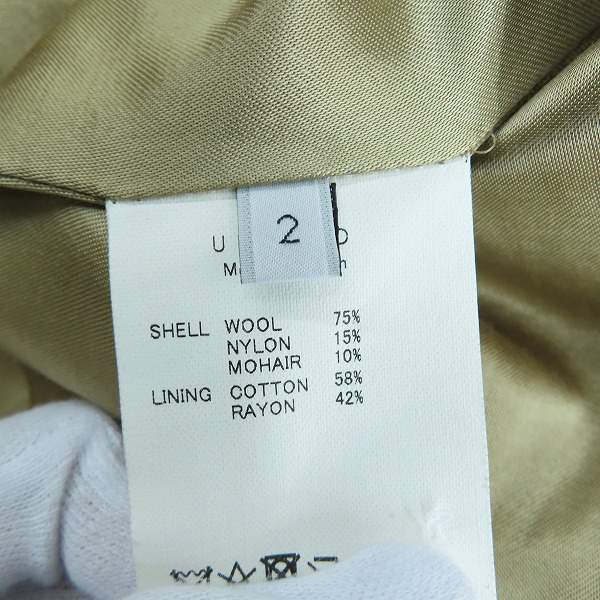 2
SHELL WOOL 75%
NYLON 15%
MOHAIR 10%
LINING COTTON 58%
RAYON 42%